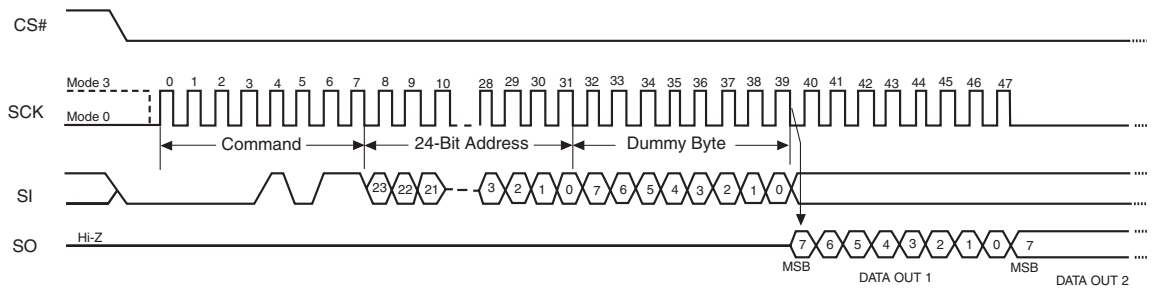 CS#
Mode 3
0 1 2 3 4 5 6 7 8 9 10 28 29 30 31 32 33 34 35 36 37 38 39 40 41 42 43 44 45 46 47
SCK
Mode 0
Command 24-Bit Address Dummy Byte
SI 23 22 21 3 2 1 0 7 6 5 4 3 2 1 0
SO Hi-Z 7 6 5 4 3 2 1 0 7
MSB DATA OUT 1 MSB DATA OUT 2